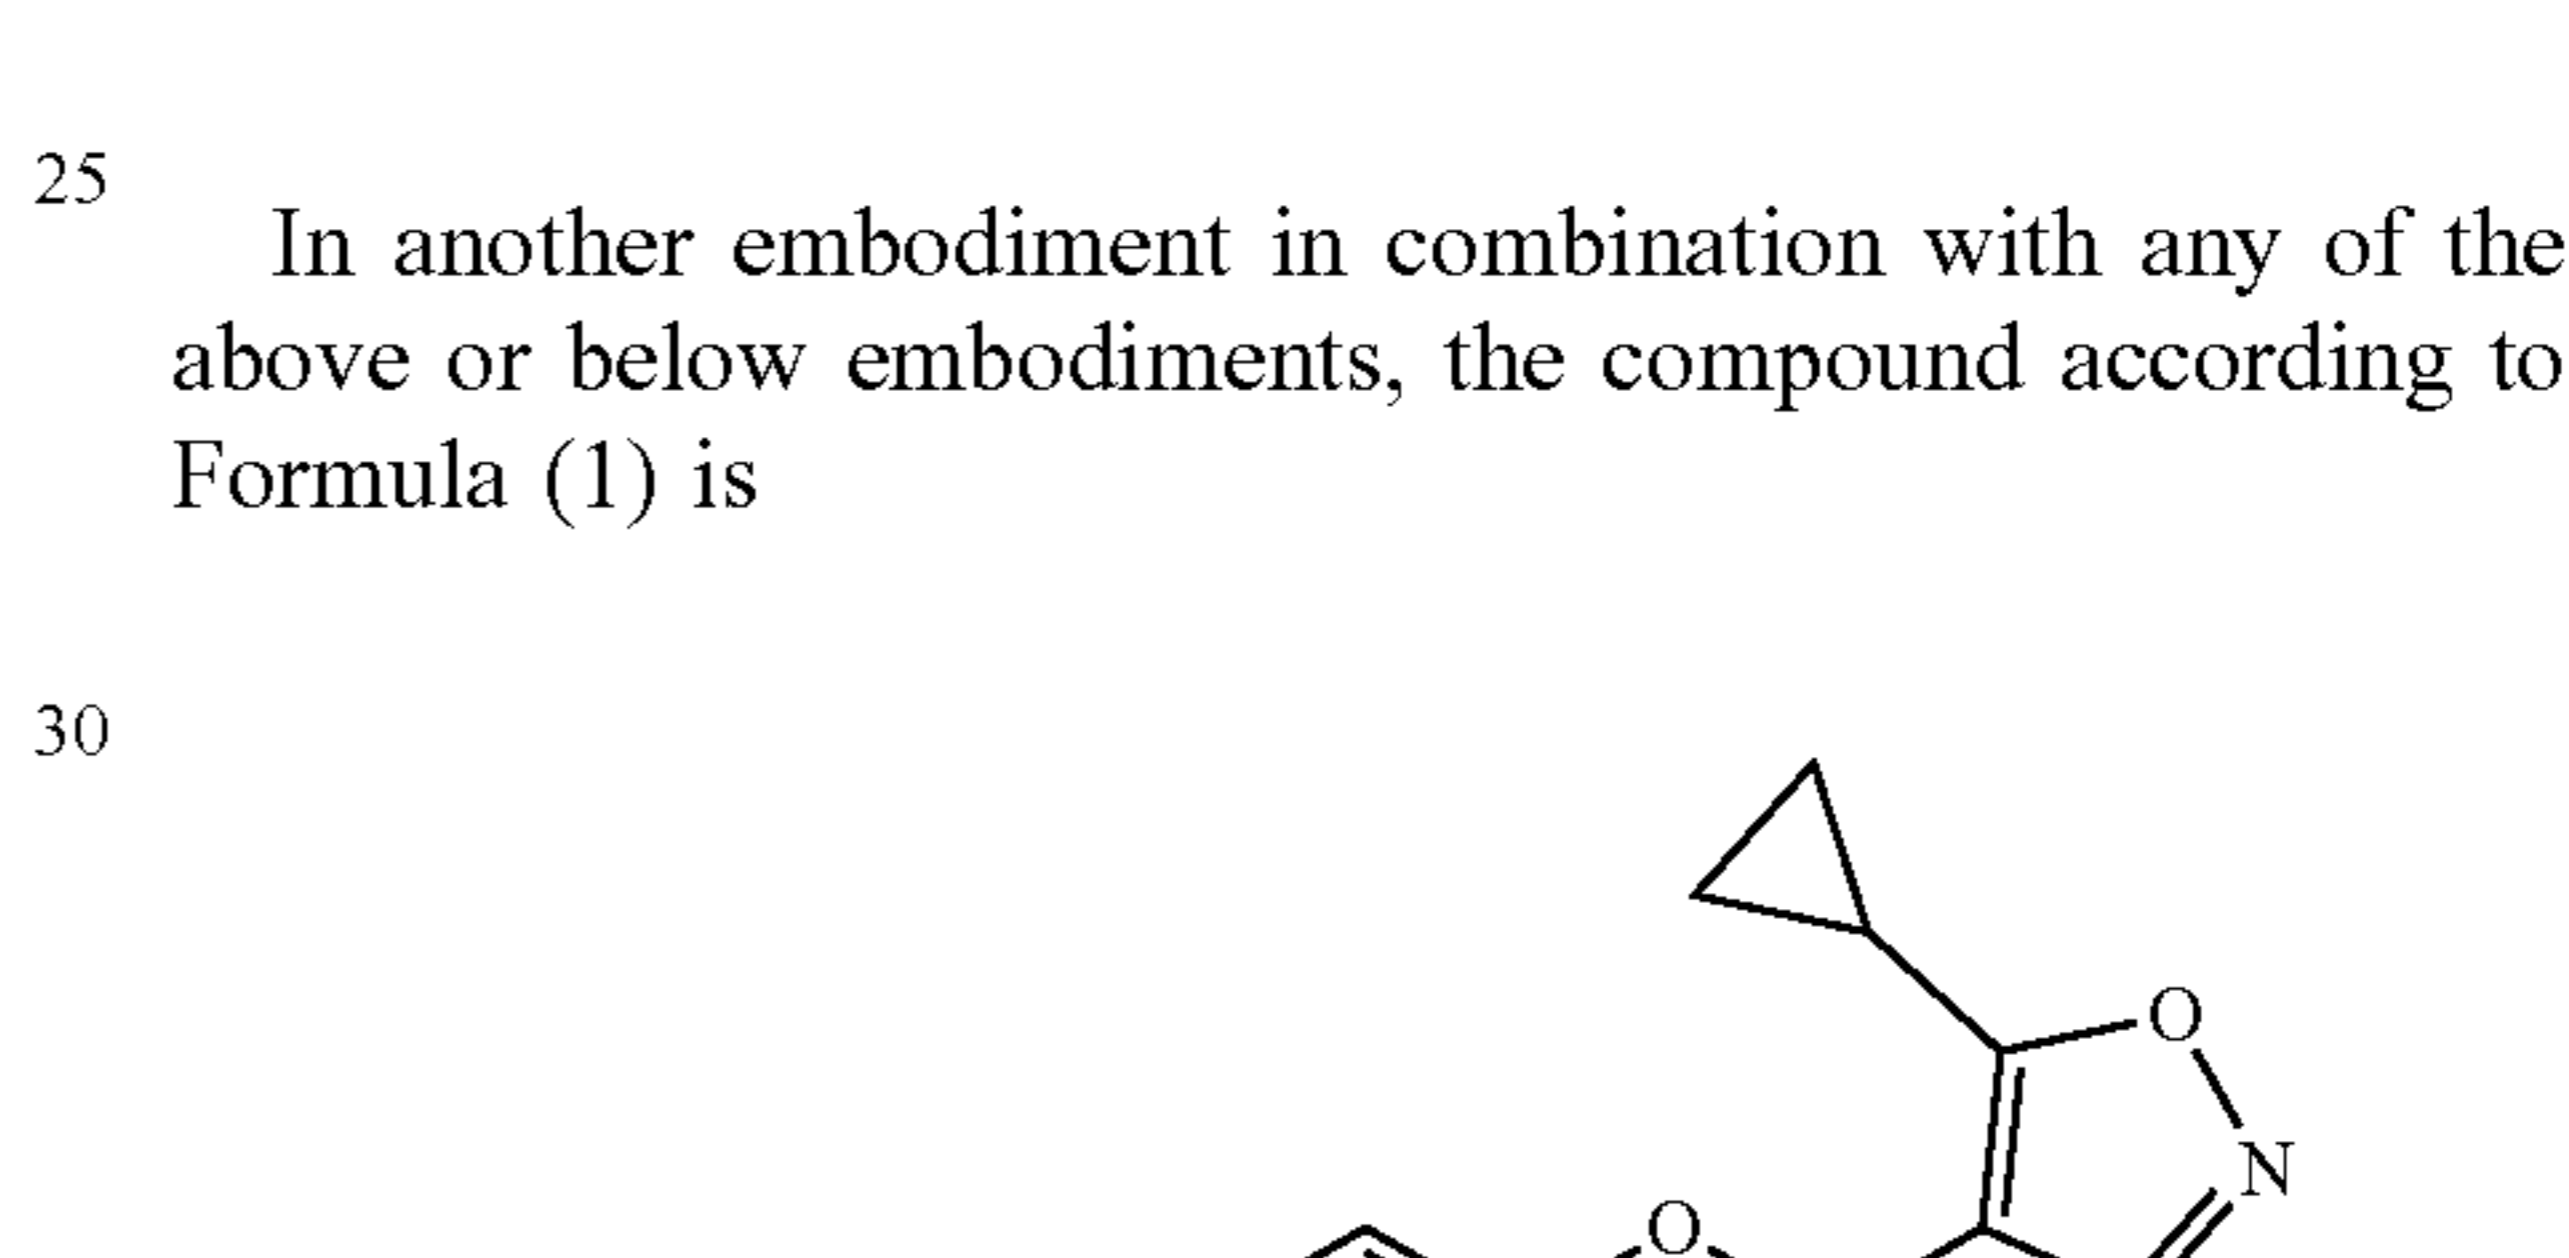 25
In another embodiment in combination with any of the
above or below embodiments, the compound according to
Formula (1) is
30
O
N
O